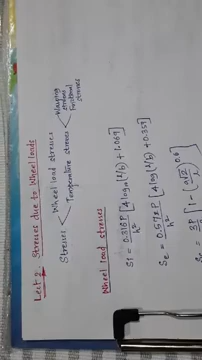 Lect 2. Stresses due to Wheel loads
Stresses < Wheel load stresses
Temperature stresses < Warping stresses
Frictional stresses
Wheel load stresses
Si = 0.316P/h² [4 log₁₀(l/b) + 1.069]
Se = 0.572P/h² [4 log(l/b) + 0.359]
Sc = 3P/h² [1 - (a√2/l)^0.6]